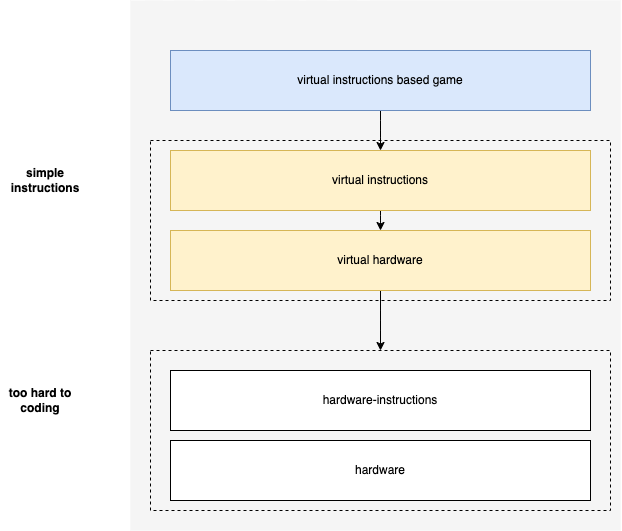 virtual instructions based game
simple
instructions
virtual instructions
virtual hardware
too hard to
coding
hardware-instructions
hardware